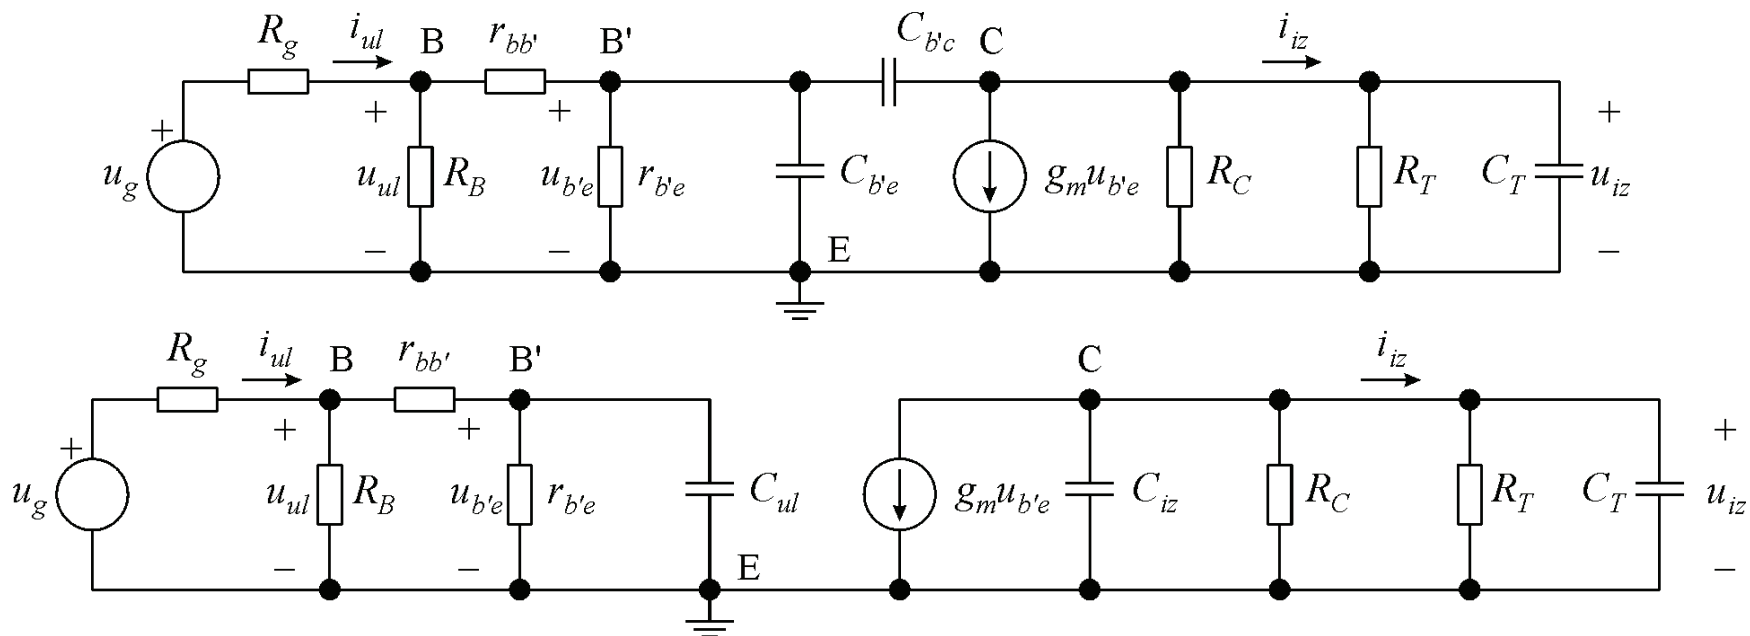 R_g i_ul B r_bb' B' C_b'c C i_iz
+ + + +
u_g u_ul R_B u_b'e r_b'e C_b'e g_m u_b'e R_C R_T C_T u_iz
− − E −
R_g i_ul B r_bb' B' C i_iz
+ + + +
u_g u_ul R_B u_b'e r_b'e C_ul g_m u_b'e C_iz R_C R_T C_T u_iz
− − E −